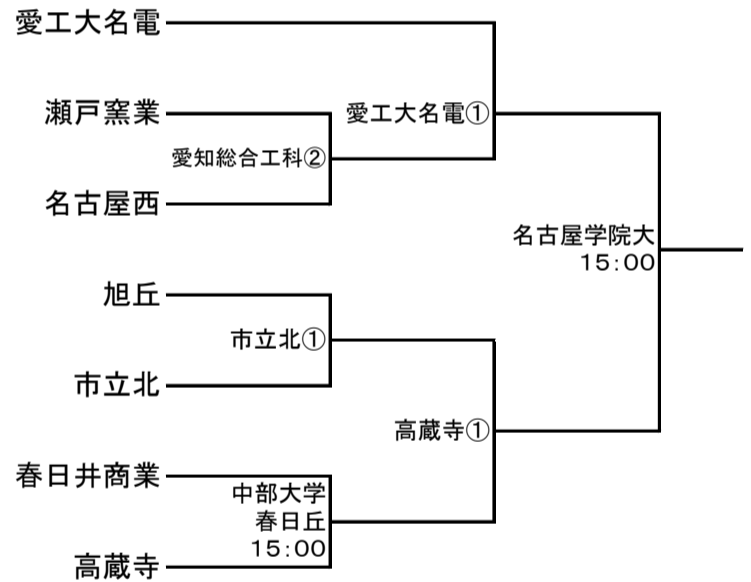 愛工大名電
瀬戸窯業
愛工大名電①
愛知総合工科②
名古屋西
名古屋学院大
15:00
旭丘
市立北①
市立北
高蔵寺①
春日井商業
中部大学
春日丘
15:00
高蔵寺